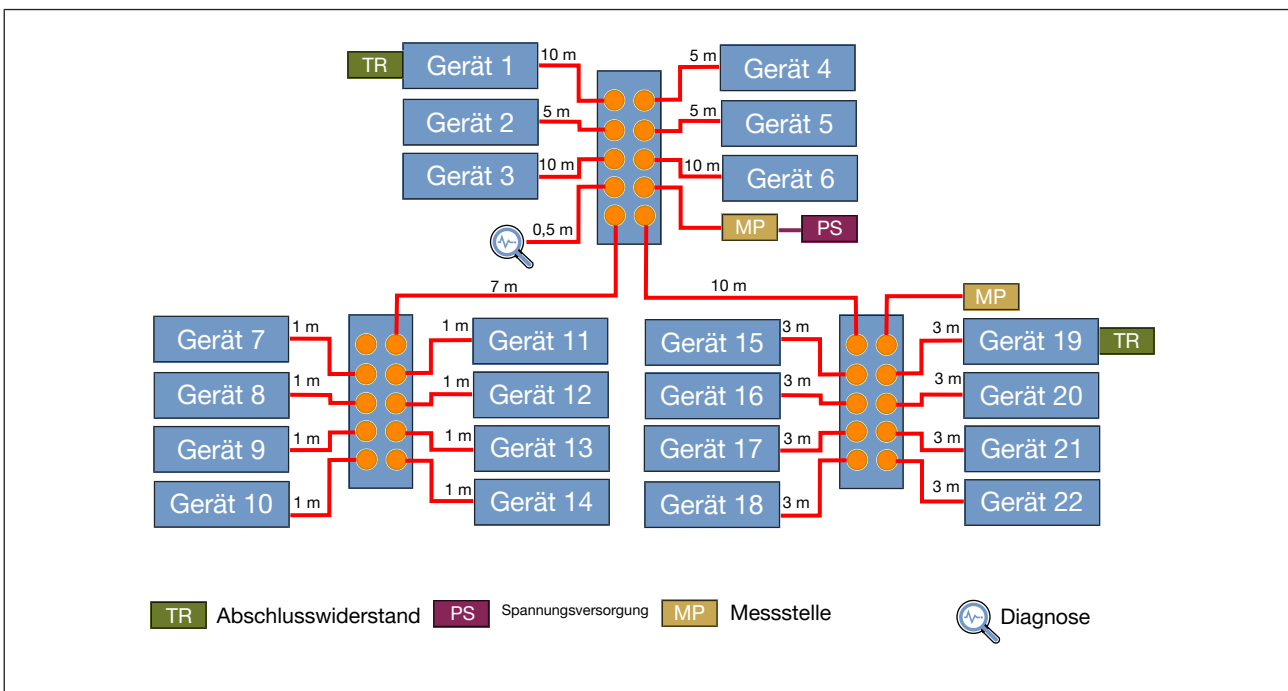 TR Gerät 1 10 m
5 m Gerät 4
Gerät 2 5 m
5 m Gerät 5
Gerät 3 10 m
10 m Gerät 6
0,5 m
MP PS
7 m
10 m
MP
Gerät 7 1 m
1 m Gerät 11
Gerät 8 1 m
1 m Gerät 12
Gerät 9 1 m
1 m Gerät 13
Gerät 10 1 m
1 m Gerät 14
Gerät 15 3 m
3 m Gerät 19 TR
Gerät 16 3 m
3 m Gerät 20
Gerät 17 3 m
3 m Gerät 21
Gerät 18 3 m
3 m Gerät 22
TR Abschlusswiderstand PS Spannungsversorgung MP Messstelle Diagnose